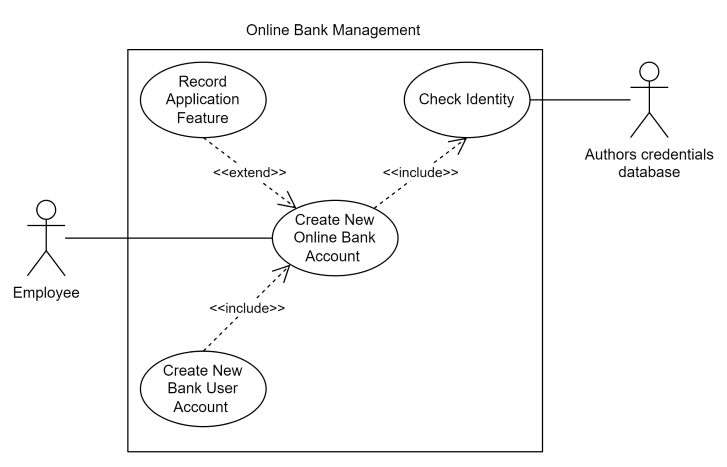 Online Bank Management
Record
Application
Feature
Check Identity
Authors credentials
database
<<extend>>
<<include>>
Create New
Online Bank
Account
Employee
<<include>>
Create New
Bank User
Account